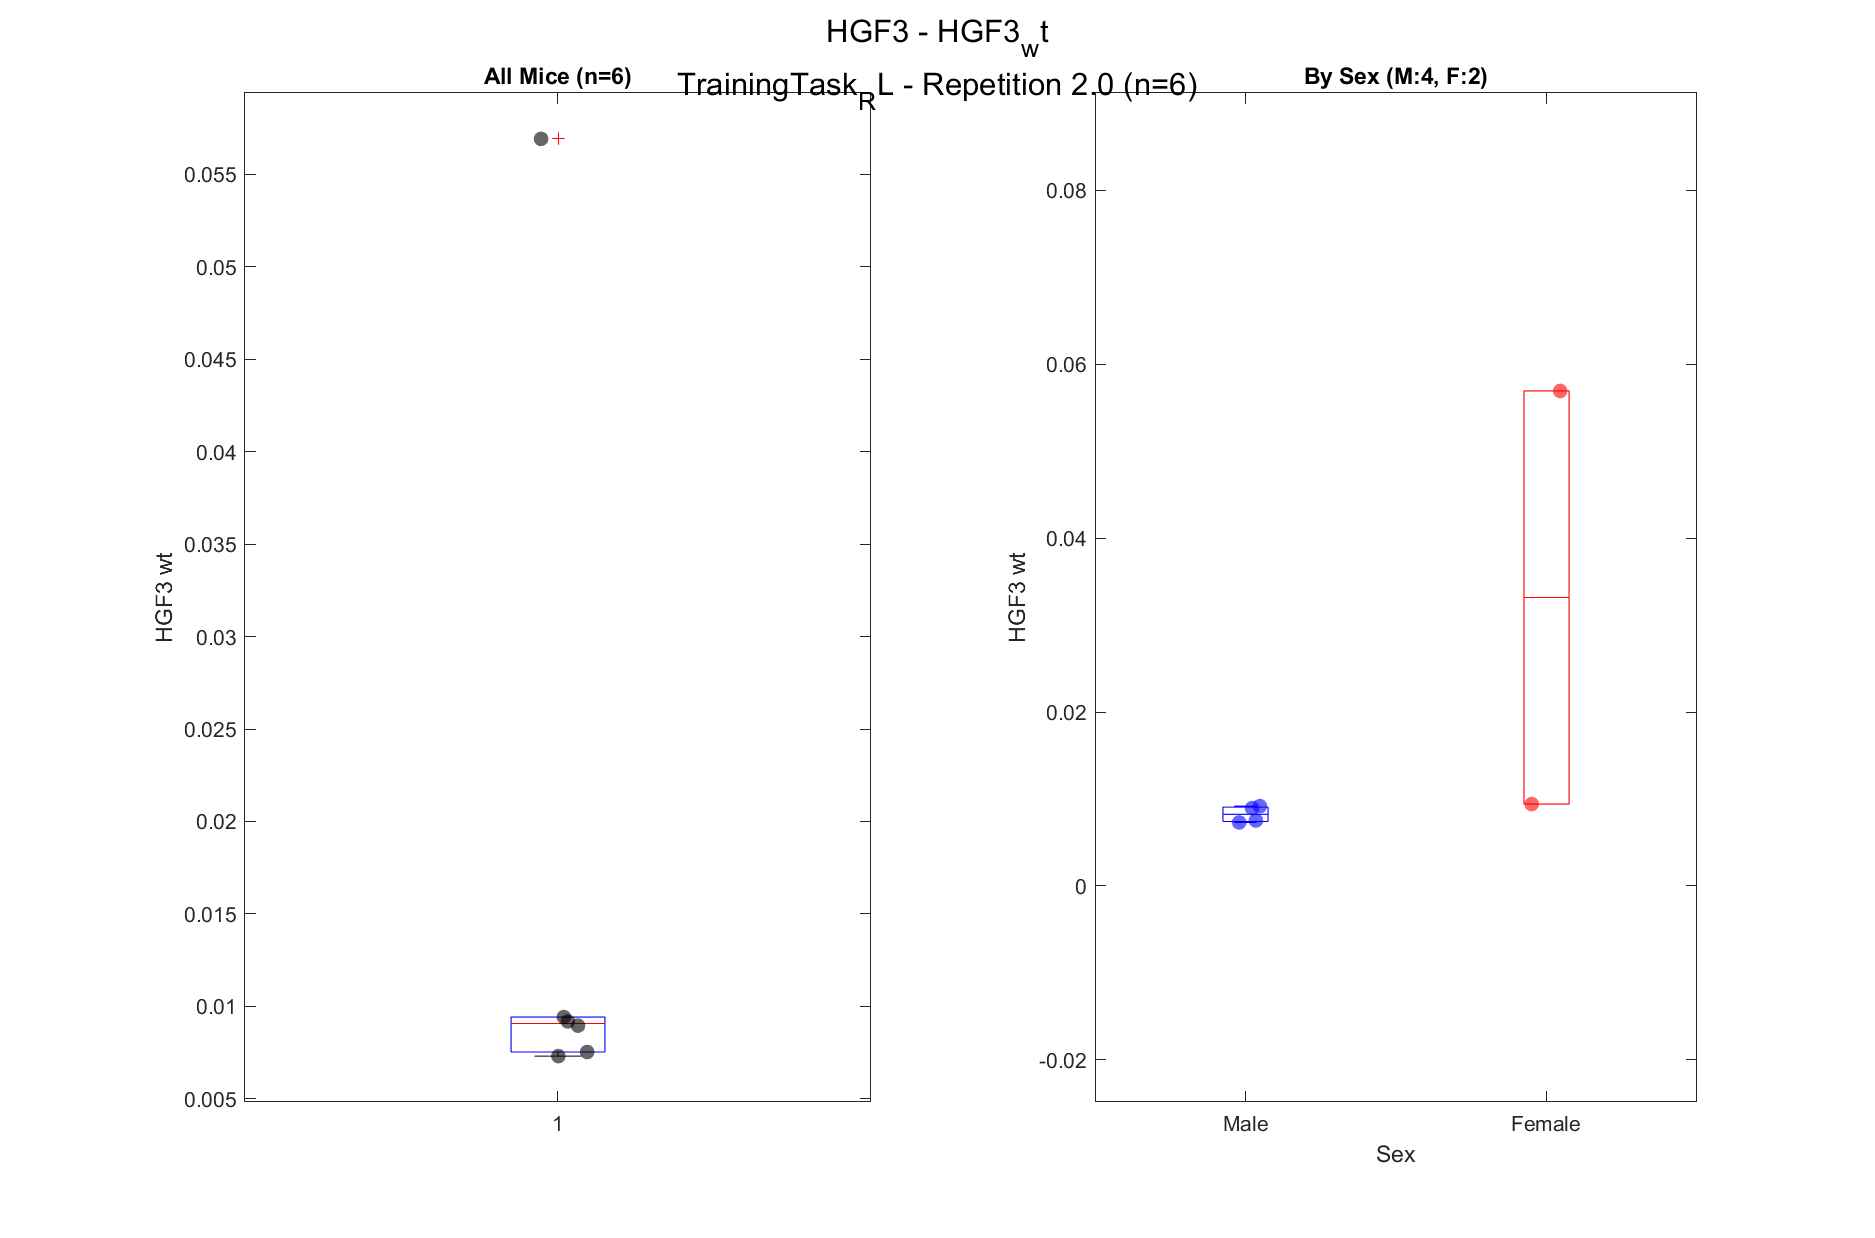 HGF3 - HGF3_wt
TrainingTask_RL - Repetition 2.0 (n=6)
All Mice (n=6)
0.055
0.05
0.045
0.04
0.035
0.03
0.025
0.02
0.015
0.01
0.005
HGF3 wt
1
By Sex (M:4, F:2)
0.08
0.06
0.04
0.02
0
-0.02
HGF3 wt
Male Female
Sex